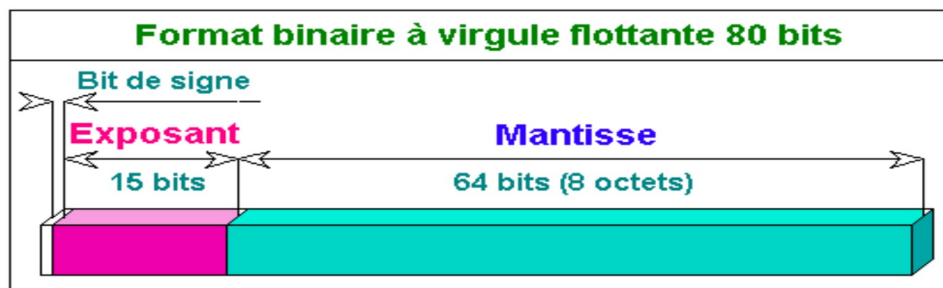 Format binaire à virgule flottante 80 bits
Bit de signe
Exposant Mantisse
15 bits 64 bits (8 octets)